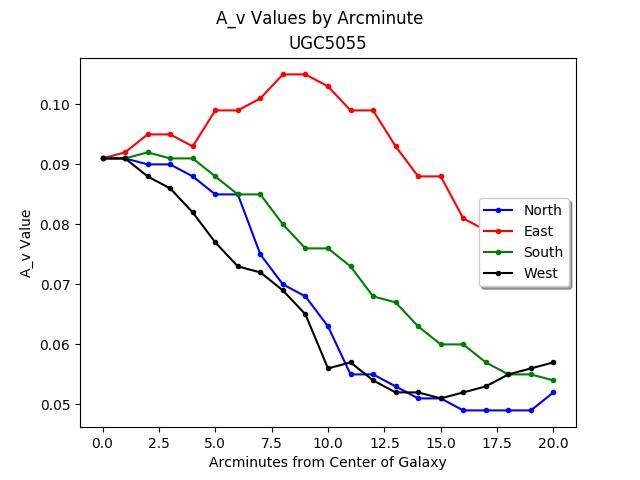 A_v Values by Arcminute
UGC5055
A_v Value
0.10
0.09
0.08
0.07
0.06
0.05
North
East
South
West
0.0 2.5 5.0 7.5 10.0 12.5 15.0 17.5 20.0
Arcminutes from Center of Galaxy